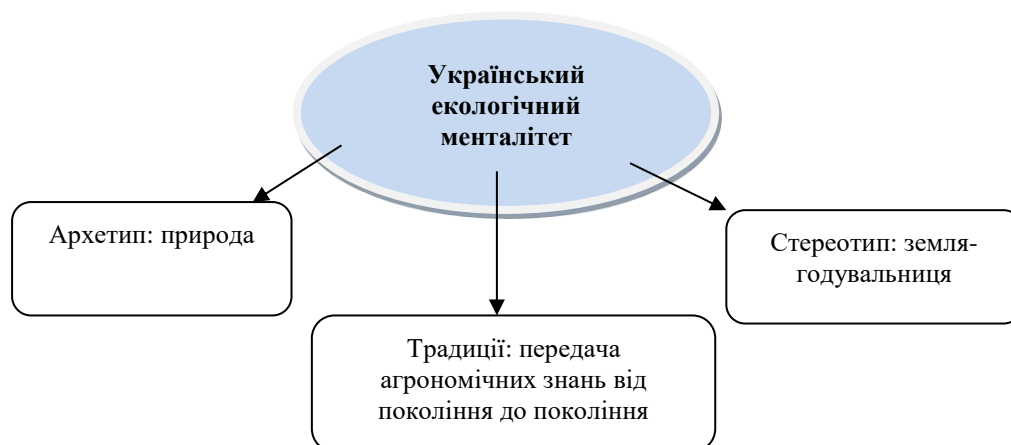 Український
екологічний
менталітет
Архетип: природа
Стереотип: земля-
годувальниця
Традиції: передача
агрономічних знань від
покоління до покоління